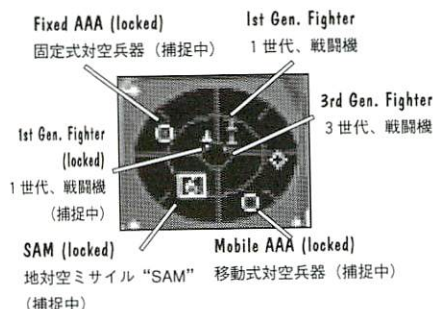 Fixed AAA (locked)
固定式対空兵器（捕捉中）
1st Gen. Fighter
1世代、戦闘機
3rd Gen. Fighter
3世代、戦闘機
1st Gen. Fighter
(locked)
1世代、戦闘機
（捕捉中）
SAM (locked)
地対空ミサイル“SAM”
（捕捉中）
Mobile AAA (locked)
移動式対空兵器（捕捉中）